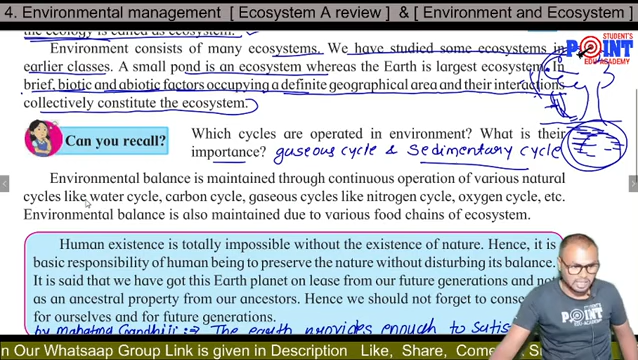 4. Environmental management [ Ecosystem A review ] & [ Environment and Ecosystem ]
the ecology is called as ecosystem.
STUDENT'S
POINT
EDU ACADEMY
Environment consists of many ecosystems. We have studied some ecosystems in
earlier classes. A small pond is an ecosystem whereas the Earth is largest ecosystem. In
brief, biotic and abiotic factors occupying a definite geographical area and their interactions
collectively constitute the ecosystem.
Can you recall?
Which cycles are operated in environment? What is their
importance? gaseous cycle & Sedimentary cycle
Environmental balance is maintained through continuous operation of various natural
cycles like water cycle, carbon cycle, gaseous cycles like nitrogen cycle, oxygen cycle, etc.
Environmental balance is also maintained due to various food chains of ecosystem.
Human existence is totally impossible without the existence of nature. Hence, it is
basic responsibility of human being to preserve the nature without disturbing its balance.
It is said that we have got this Earth planet on lease from our future generations and not
as an ancestral property from our ancestors. Hence we should not forget to conse
for ourselves and for future generations.
by mahatma Gandhiji :⇒ The earth provides enough to satis
n Our Whatsaap Group Link is given in Description Like, Share, Com